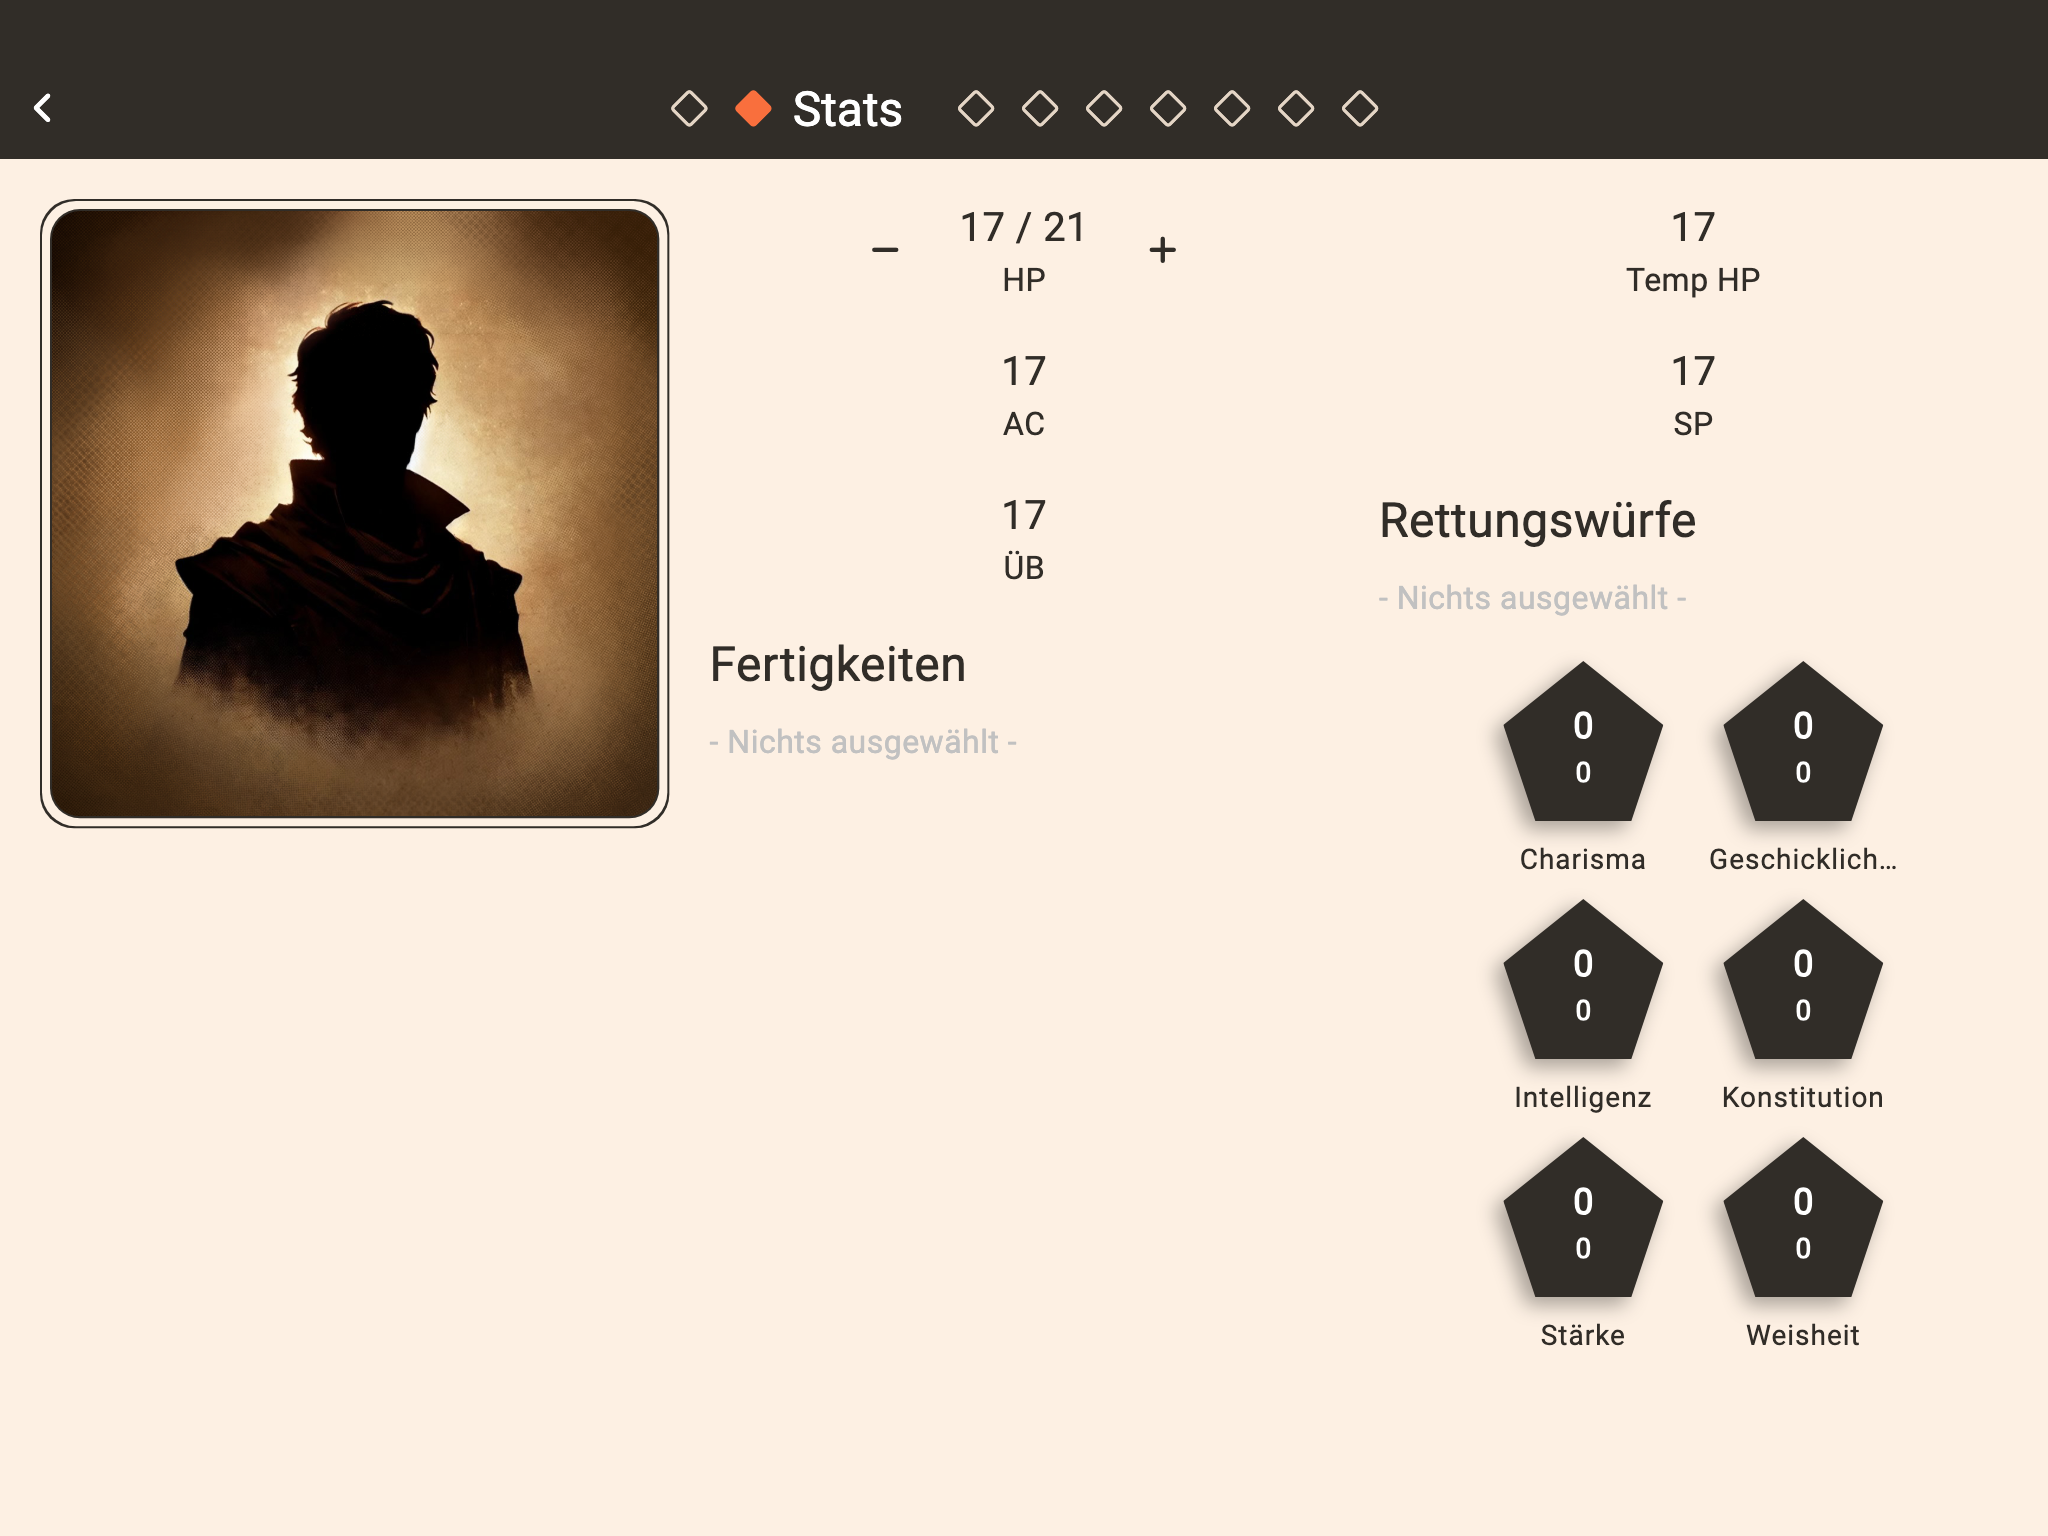 Stats
17 / 21
HP
17
Temp HP
17
AC
17
SP
17
ÜB
Rettungswürfe
- Nichts ausgewählt -
Fertigkeiten
- Nichts ausgewählt -
0
0
Charisma
0
0
Geschicklich...
0
0
Intelligenz
0
0
Konstitution
0
0
Stärke
0
0
Weisheit